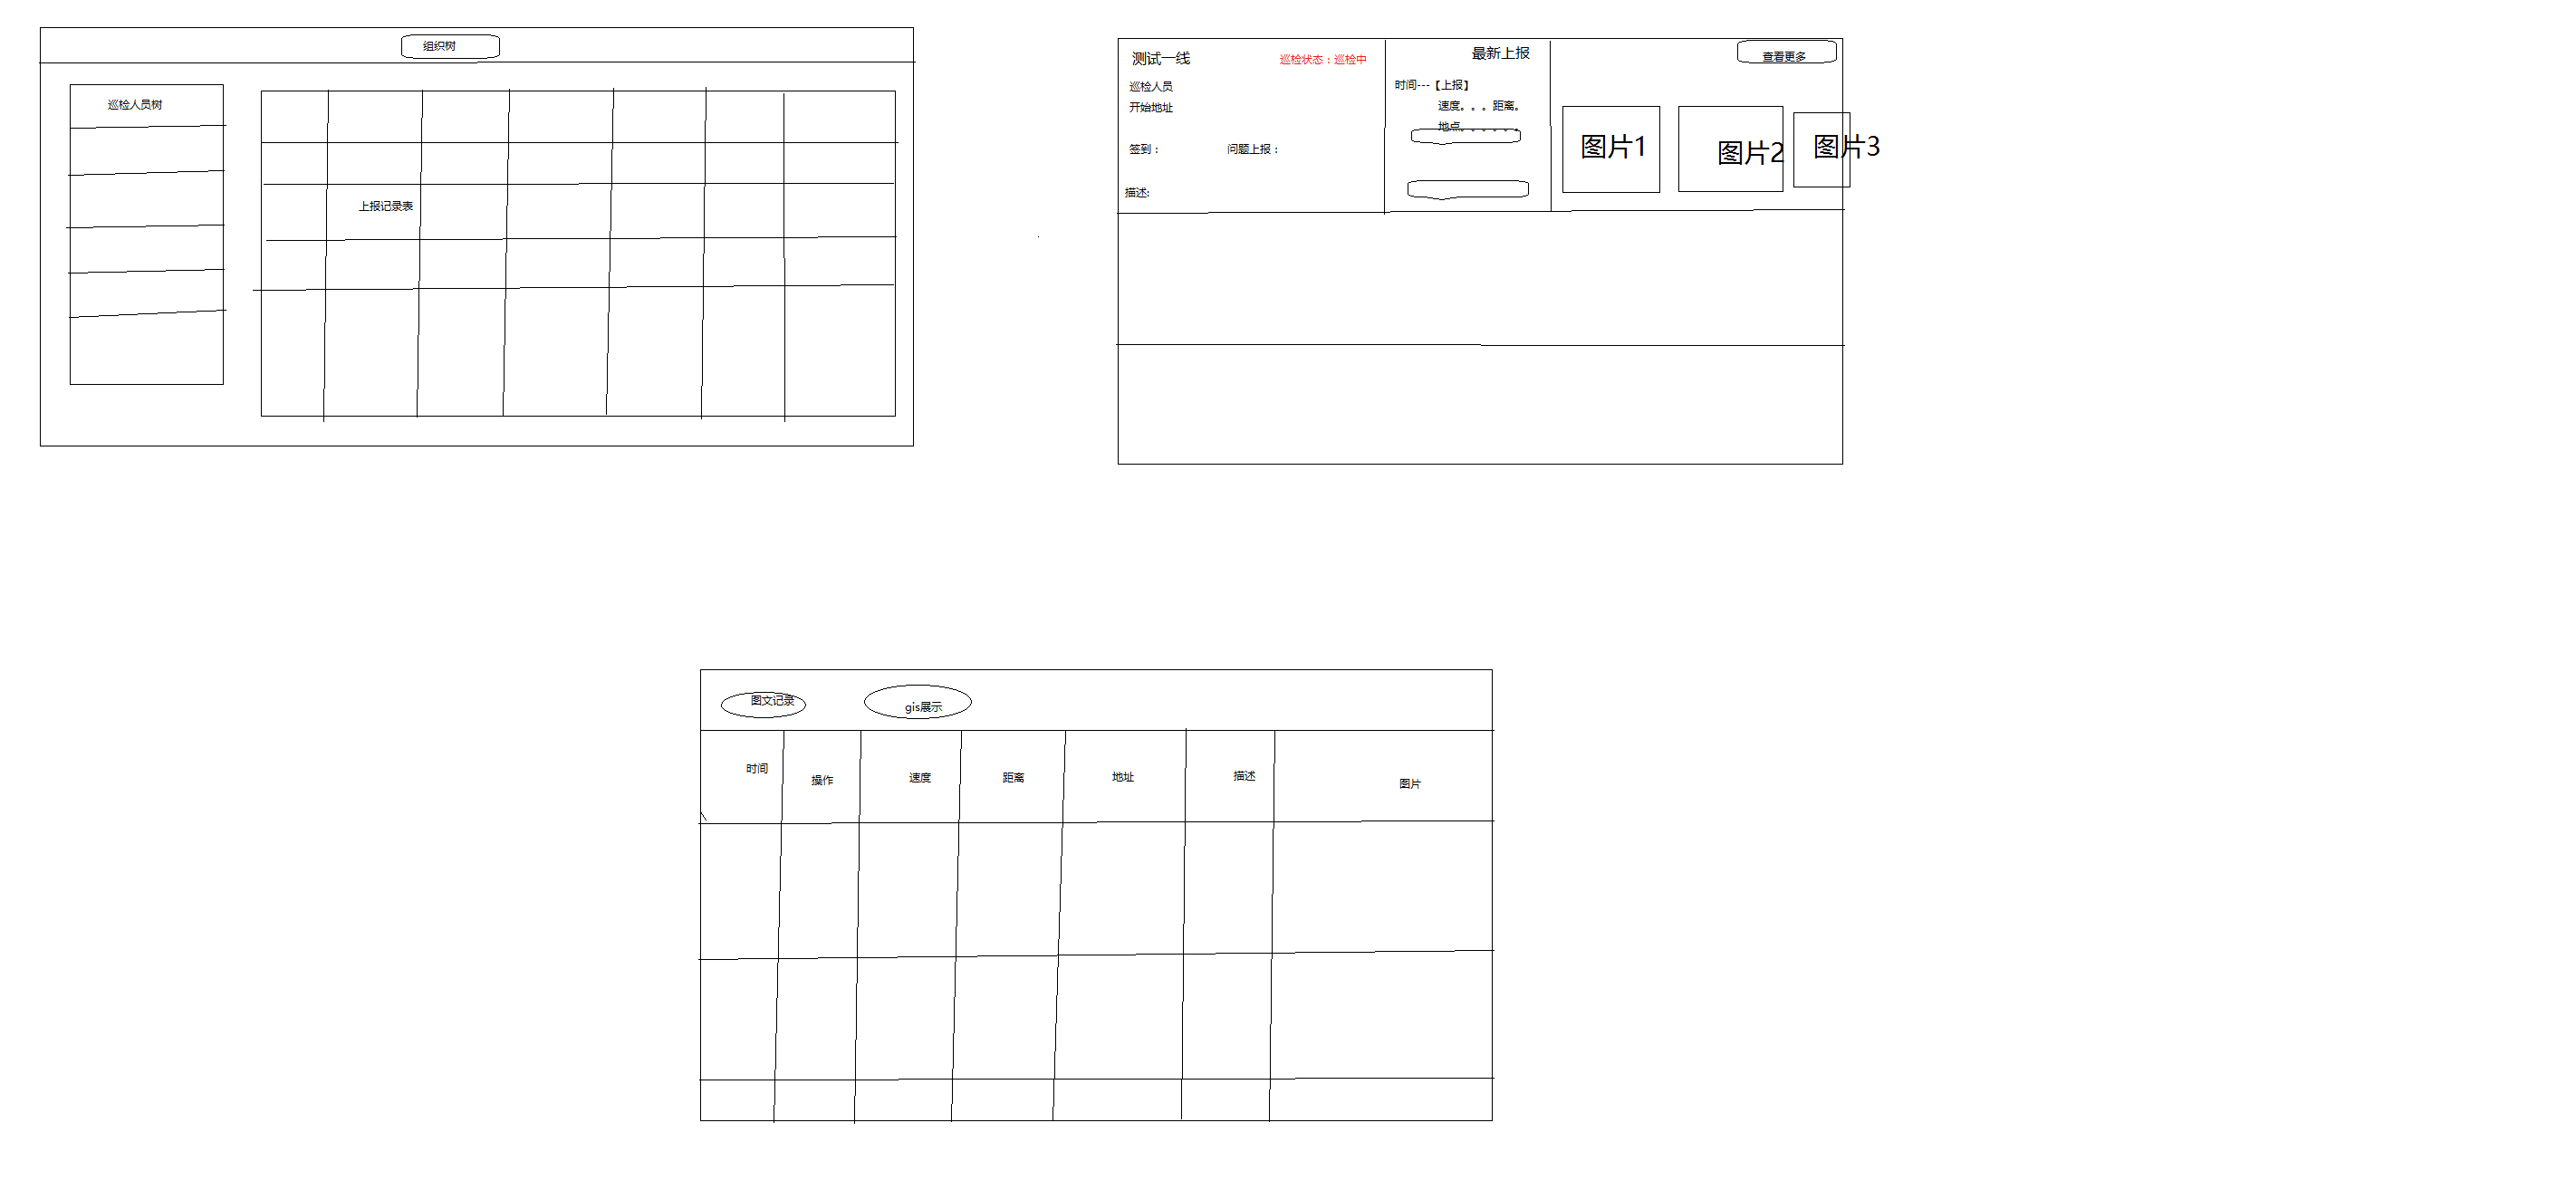 组织树
巡检人员树
上报记录表
测试一线
巡检状态：巡检中
巡检人员
开始地址
签到：
问题上报：
描述:
最新上报
时间---【上报】
速度。。。距离。
地点。。。。。。
查看更多
图片1
图片2
图片3
图文记录
gis展示
时间
操作
速度
距离
地址
描述
图片